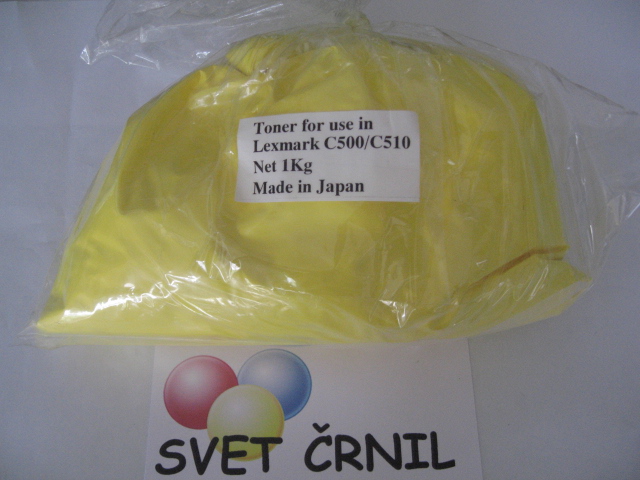 Toner for use in
Lexmark C500/C510
Net 1Kg
Made in Japan
SVET ČRNIL